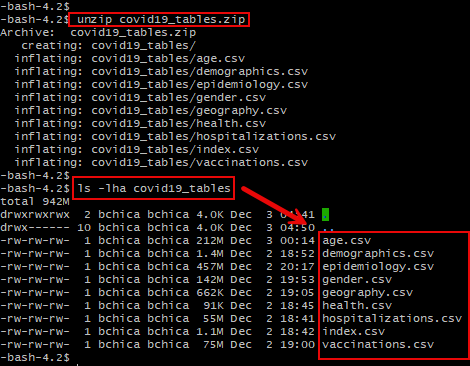 -bash-4.2$
-bash-4.2$ unzip covid19_tables.zip
Archive:  covid19_tables.zip
   creating: covid19_tables/
  inflating: covid19_tables/age.csv
  inflating: covid19_tables/demographics.csv
  inflating: covid19_tables/epidemiology.csv
  inflating: covid19_tables/gender.csv
  inflating: covid19_tables/geography.csv
  inflating: covid19_tables/health.csv
  inflating: covid19_tables/hospitalizations.csv
  inflating: covid19_tables/index.csv
  inflating: covid19_tables/vaccinations.csv
-bash-4.2$
-bash-4.2$ ls -lha covid19_tables
total 942M
drwxrwxrwx  2 bchica bchica 4.0K Dec  3 04:41 .
drwx------ 10 bchica bchica 4.0K Dec  3 04:50 ..
-rw-rw-rw-  1 bchica bchica 212M Dec  3 00:14 age.csv
-rw-rw-rw-  1 bchica bchica 1.4M Dec  2 18:52 demographics.csv
-rw-rw-rw-  1 bchica bchica 457M Dec  2 20:17 epidemiology.csv
-rw-rw-rw-  1 bchica bchica 142M Dec  2 19:53 gender.csv
-rw-rw-rw-  1 bchica bchica 662K Dec  2 19:05 geography.csv
-rw-rw-rw-  1 bchica bchica  91K Dec  2 18:45 health.csv
-rw-rw-rw-  1 bchica bchica  55M Dec  2 18:41 hospitalizations.csv
-rw-rw-rw-  1 bchica bchica 1.1M Dec  2 18:42 index.csv
-rw-rw-rw-  1 bchica bchica  75M Dec  2 19:00 vaccinations.csv
-bash-4.2$